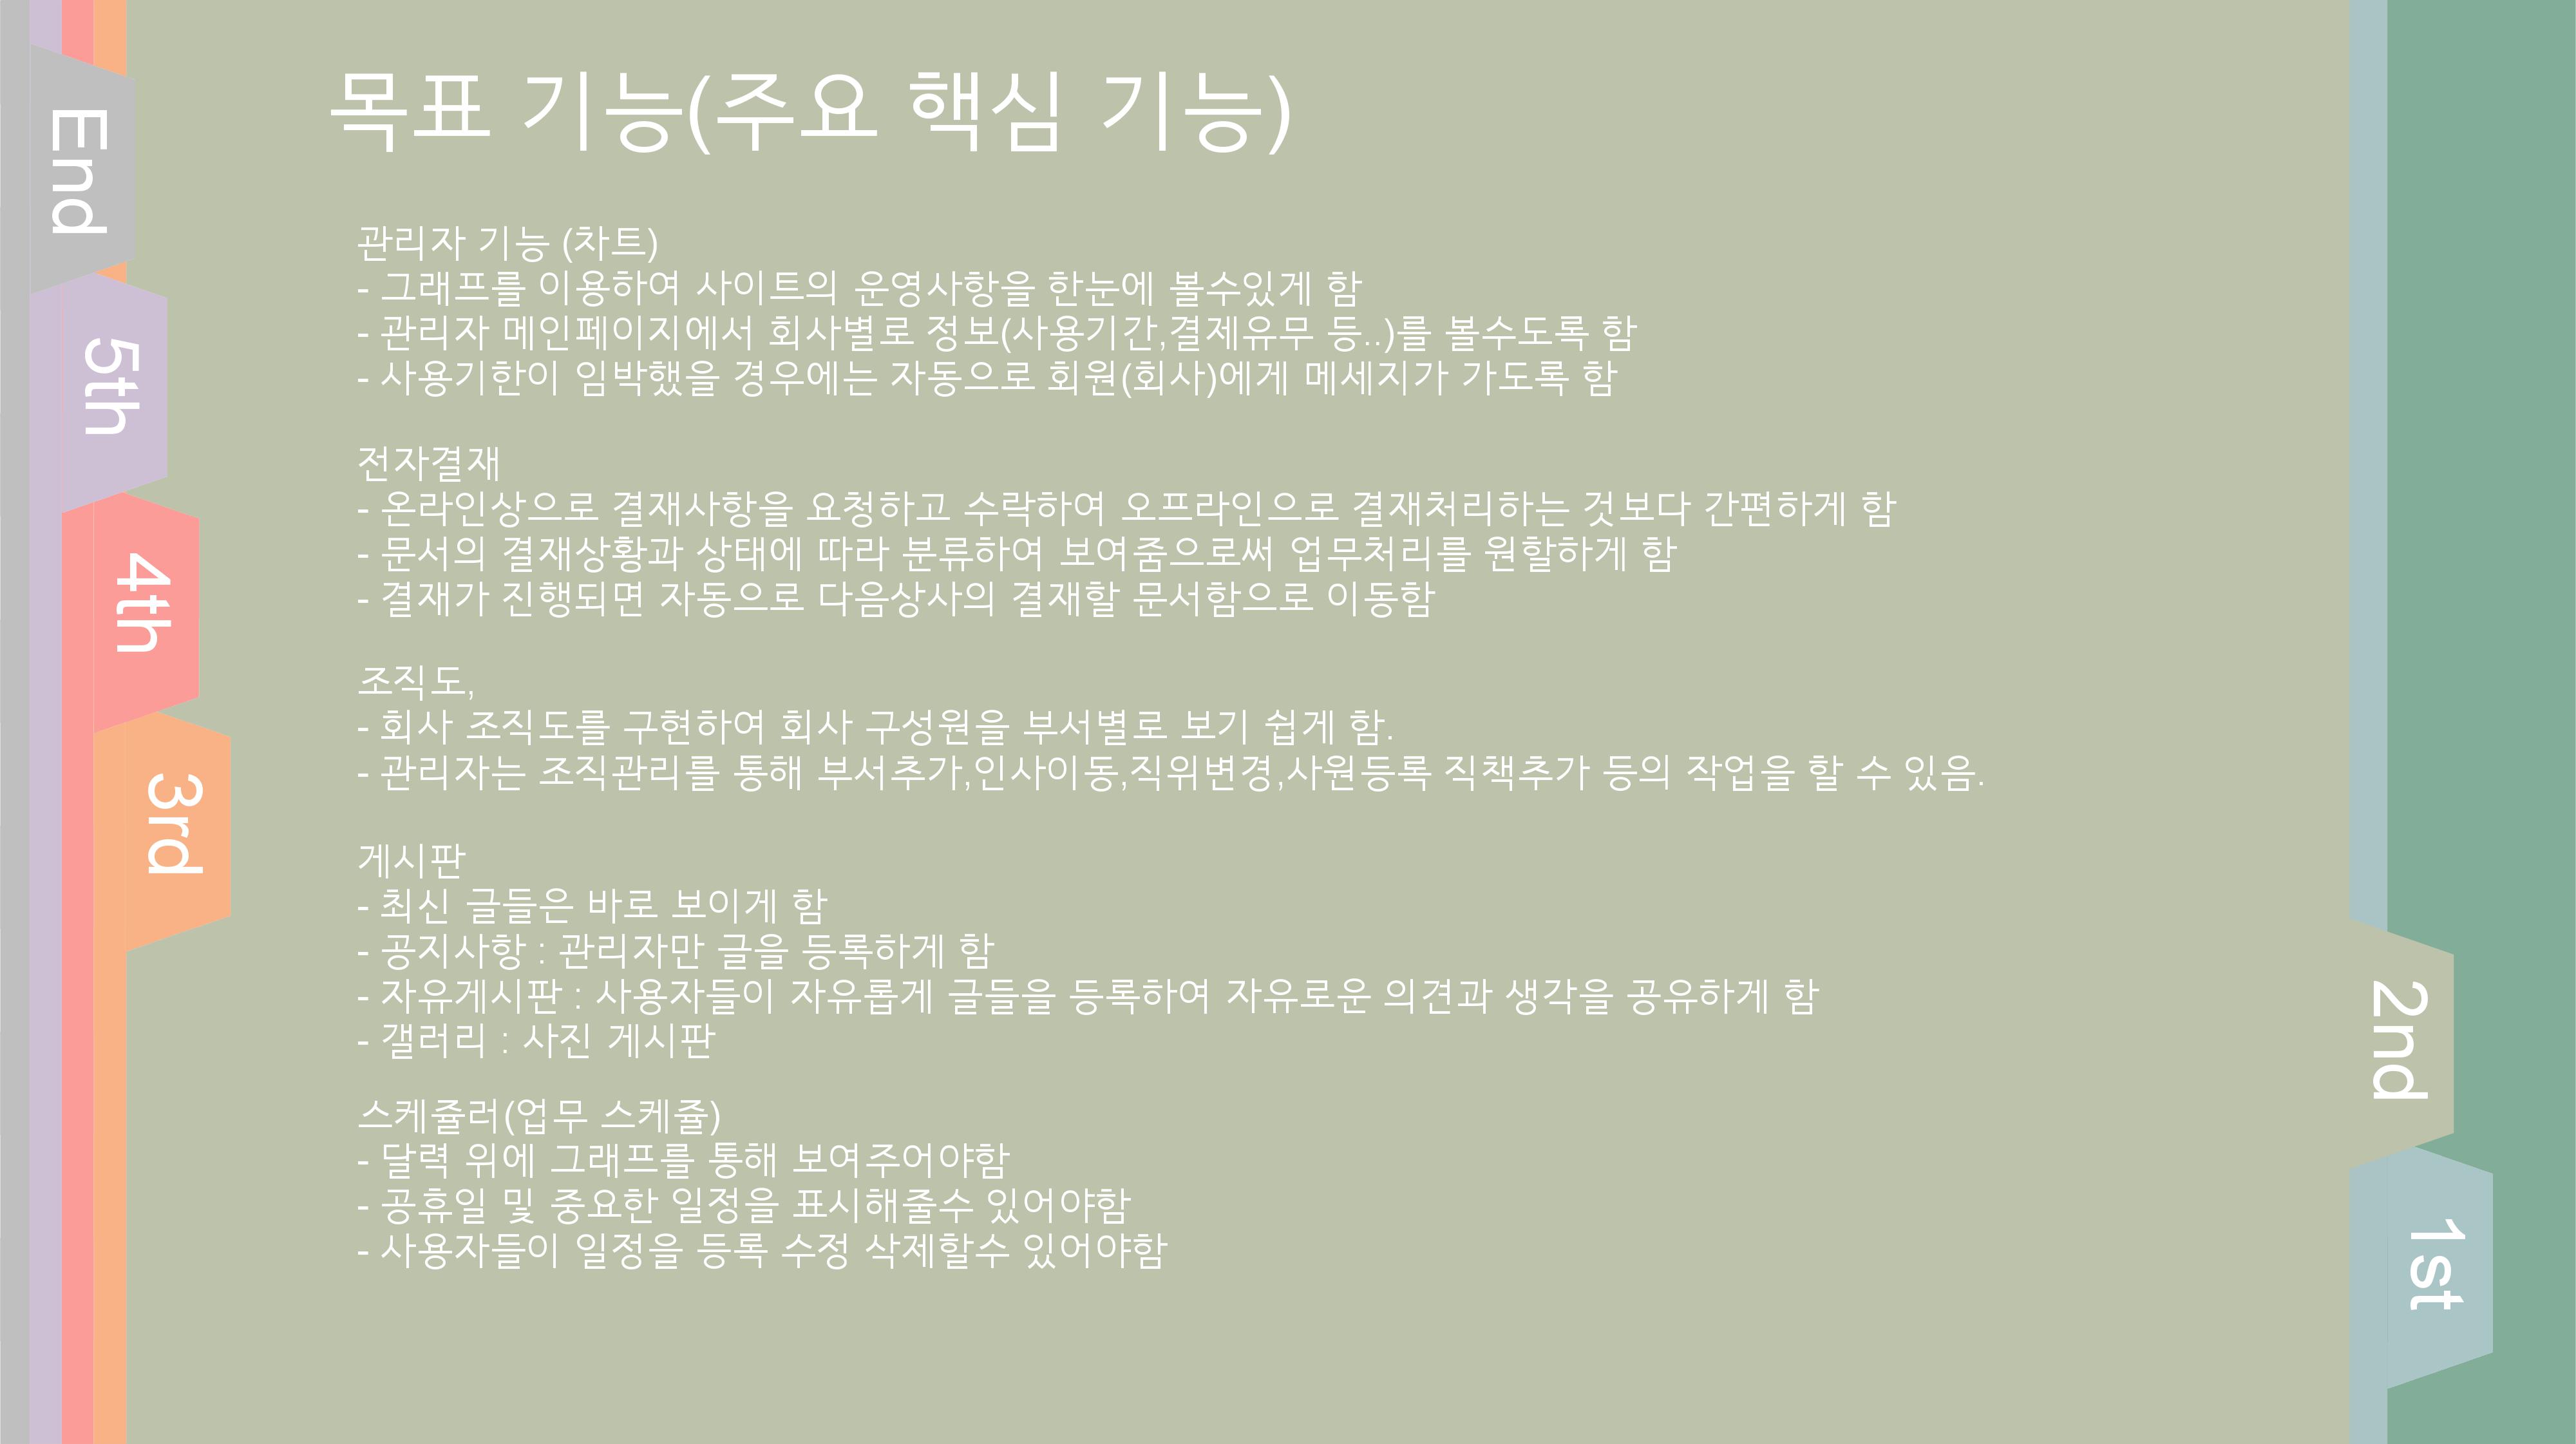 목표 기능(주요 핵심 기능)
관리자 기능 (차트)
- 그래프를 이용하여 사이트의 운영사항을 한눈에 볼수있게 함
- 관리자 메인페이지에서 회사별로 정보(사용기간,결제유무 등..)를 볼수도록 함
- 사용기한이 임박했을 경우에는 자동으로 회원(회사)에게 메세지가 가도록 함
전자결재
- 온라인상으로 결재사항을 요청하고 수락하여 오프라인으로 결재처리하는 것보다 간편하게 함
- 문서의 결재상황과 상태에 따라 분류하여 보여줌으로써 업무처리를 원할하게 함
- 결재가 진행되면 자동으로 다음상사의 결재할 문서함으로 이동함
조직도,
- 회사 조직도를 구현하여 회사 구성원을 부서별로 보기 쉽게 함.
- 관리자는 조직관리를 통해 부서추가,인사이동,직위변경,사원등록 직책추가 등의 작업을 할 수 있음.
게시판
- 최신 글들은 바로 보이게 함
- 공지사항 : 관리자만 글을 등록하게 함
- 자유게시판 : 사용자들이 자유롭게 글들을 등록하여 자유로운 의견과 생각을 공유하게 함
- 갤러리 : 사진 게시판
스케쥴러(업무 스케쥴)
- 달력 위에 그래프를 통해 보여주어야함
- 공휴일 및 중요한 일정을 표시해줄수 있어야함
- 사용자들이 일정을 등록 수정 삭제할수 있어야함
End
5th
4th
3rd
2nd
1st